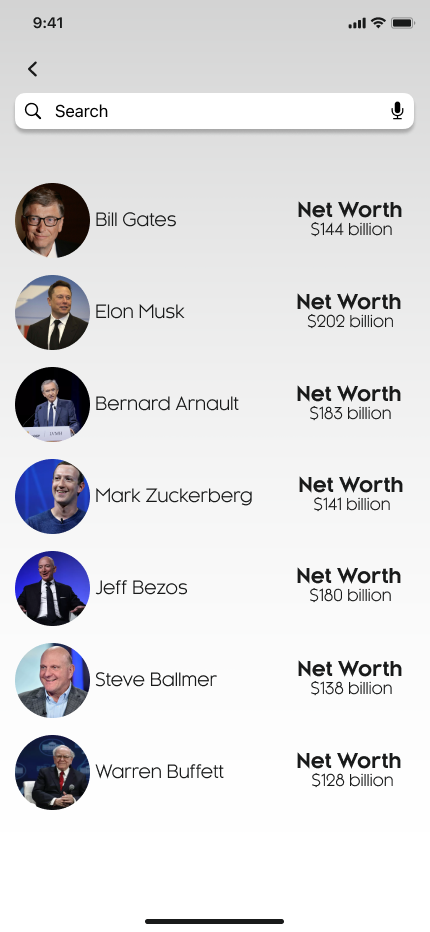 9:41
Search
Bill Gates
Net Worth
$144 billion
Elon Musk
Net Worth
$202 billion
Bernard Arnault
Net Worth
$183 billion
Mark Zuckerberg
Net Worth
$141 billion
Jeff Bezos
Net Worth
$180 billion
Steve Ballmer
Net Worth
$138 billion
Warren Buffett
Net Worth
$128 billion